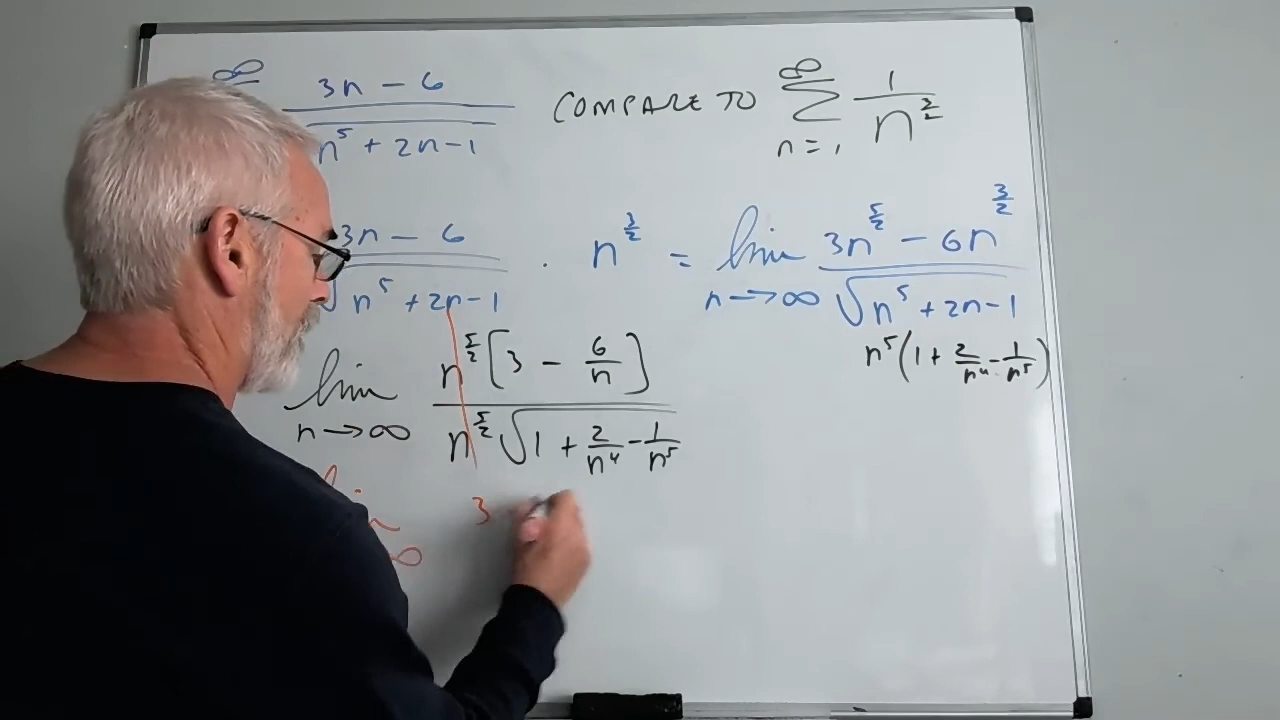 ∞ 3n - 6 / n⁵ + 2n - 1 COMPARE TO ∞ Σ n = 1 1 / n^(3/2)
3n - 6 / √(n⁵ + 2n - 1) · n^(3/2) = lim n→∞ 3n^(5/2) - 6n^(3/2) / √(n⁵ + 2n - 1)
n⁵(1 + 2/n⁴ - 1/n⁵)
lim n→∞ n^(5/2)[3 - 6/n] / n^(5/2) √(1 + 2/n⁴ - 1/n⁵)
3
∞